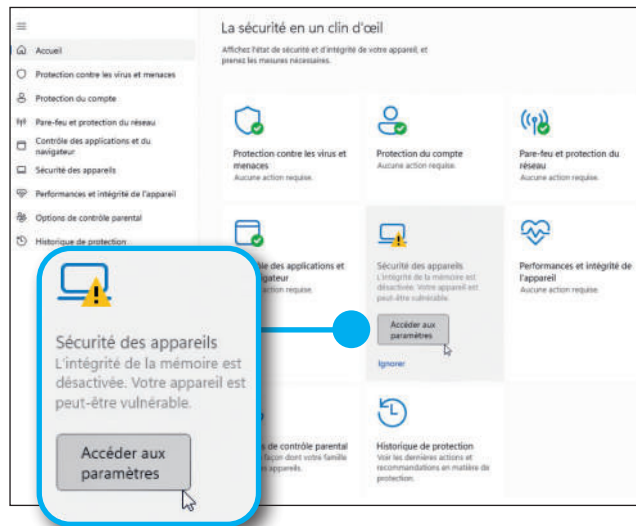 La sécurité en un clin d'œil
Affichez l'état de sécurité et d'intégrité de votre appareil, et
prenez les mesures nécessaires.
Accueil
Protection contre les virus et menaces
Protection du compte
Pare-feu et protection du réseau
Contrôle des applications et du
navigateur
Sécurité des appareils
Performances et intégrité de l'appareil
Options de contrôle parental
Historique de protection
Protection contre les virus et
menaces
Aucune action requise.
Protection du compte
Aucune action requise.
Pare-feu et protection du
réseau
Aucune action requise.
des applications et
action requise.
Sécurité des appareils
L'intégrité de la mémoire est
désactivée. Votre appareil est
peut-être vulnérable.
Accéder aux
paramètres
Ignorer
Performances et intégrité de
l'appareil
Aucune action requise.
de contrôle parental
façon dont votre famille
appareils.
Historique de protection
Voir les dernières actions et
recommandations en matière de
protection.
Sécurité des appareils
L'intégrité de la mémoire est
désactivée. Votre appareil est
peut-être vulnérable.
Accéder aux
paramètres